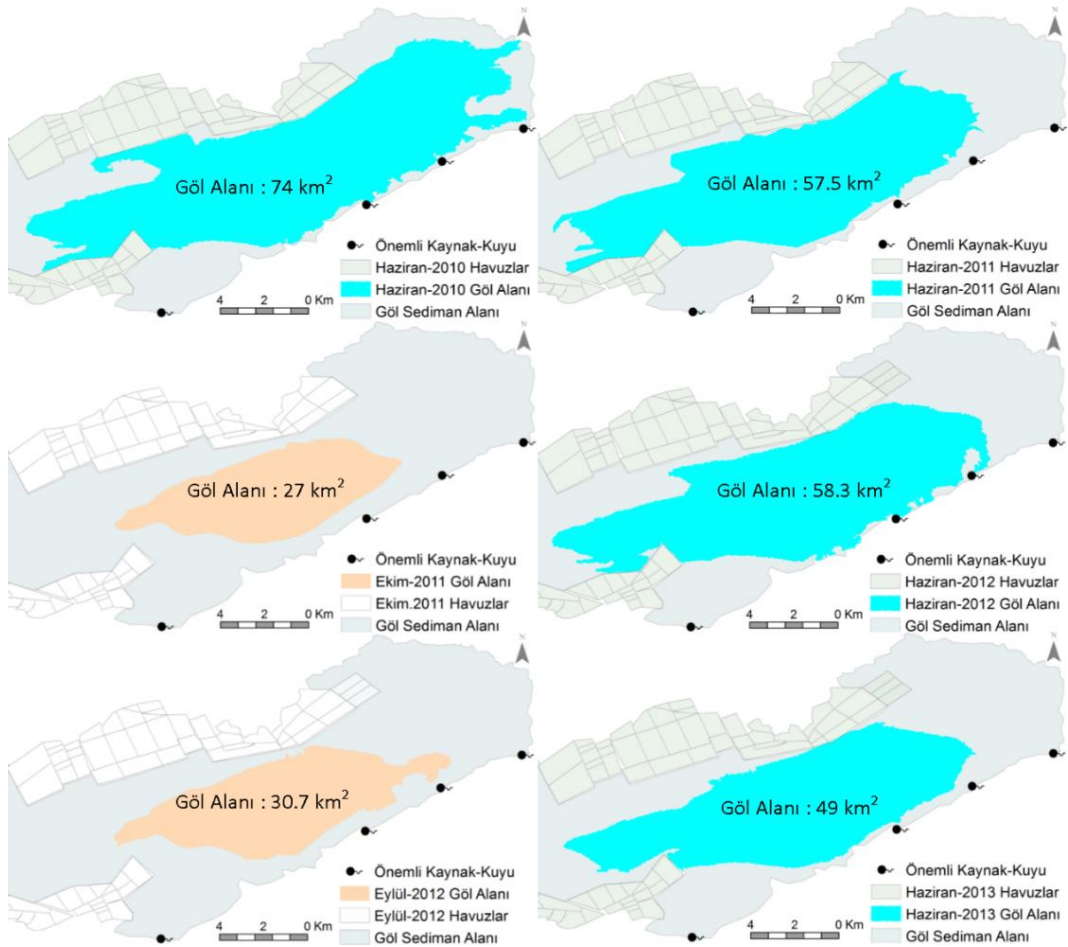 N
Göl Alanı : 74 km²
Önemli Kaynak-Kuyu
Haziran-2010 Havuzlar
Haziran-2010 Göl Alanı
Göl Sediman Alanı
4 2 0 Km
N
Göl Alanı : 57.5 km²
Önemli Kaynak-Kuyu
Haziran-2011 Havuzlar
Haziran-2011 Göl Alanı
Göl Sediman Alanı
4 2 0 Km
N
Göl Alanı : 27 km²
Önemli Kaynak-Kuyu
Ekim-2011 Göl Alanı
Ekim.2011 Havuzlar
Göl Sediman Alanı
4 2 0 Km
N
Göl Alanı : 58.3 km²
Önemli Kaynak-Kuyu
Haziran-2012 Havuzlar
Haziran-2012 Göl Alanı
Göl Sediman Alanı
4 2 0 Km
N
Göl Alanı : 30.7 km²
Önemli Kaynak-Kuyu
Eylül-2012 Göl Alanı
Eylül-2012 Havuzlar
Göl Sediman Alanı
4 2 0 Km
N
Göl Alanı : 49 km²
Önemli Kaynak-Kuyu
Haziran-2013 Havuzlar
Haziran-2013 Göl Alanı
Göl Sediman Alanı
4 2 0 Km